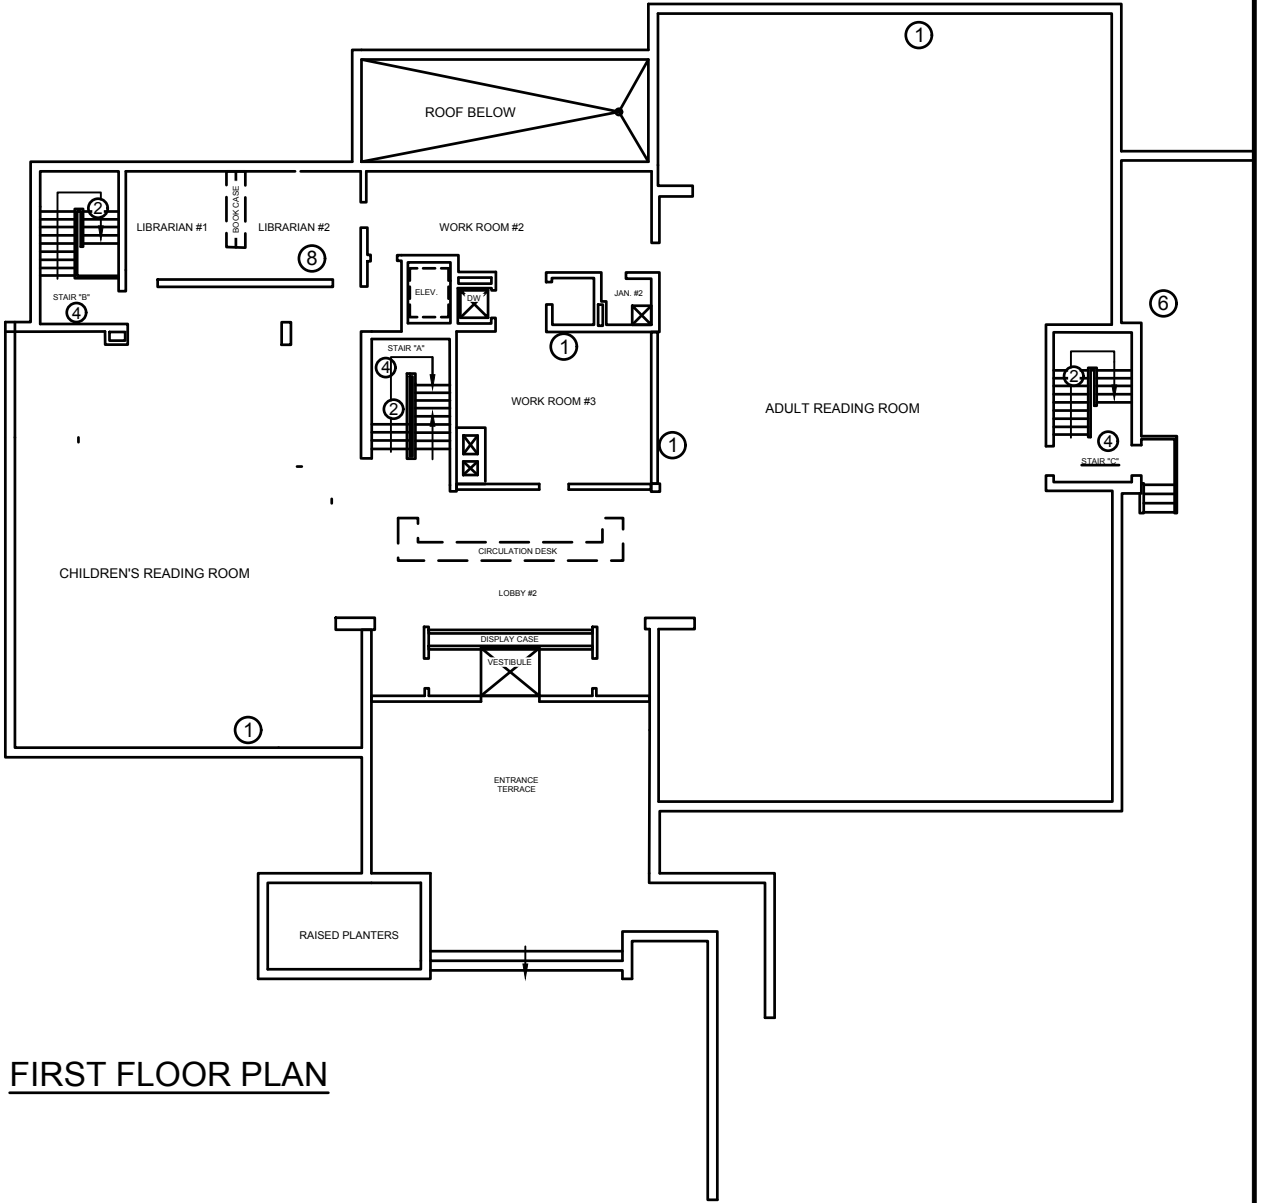 1
ROOF BELOW
2
LIBRARIAN #1
BOOK CASE
LIBRARIAN #2
WORK ROOM #2
8
ELEV.
DW
JAN. #2
STAIR "B"
4
6
1
STAIR "A"
4
2
WORK ROOM #3
ADULT READING ROOM
2
1
4
STAIR "C"
CIRCULATION DESK
CHILDREN'S READING ROOM
LOBBY #2
DISPLAY CASE
VESTIBULE
1
ENTRANCE
TERRACE
RAISED PLANTERS
FIRST FLOOR PLAN